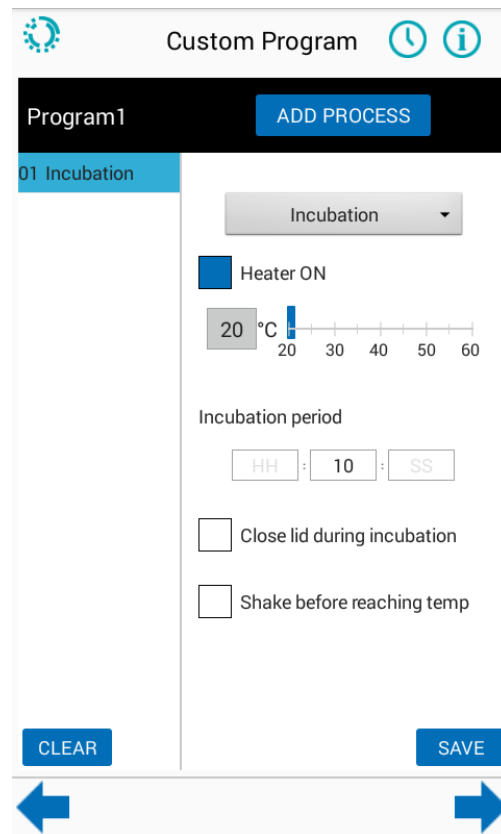 Custom Program
Program1
ADD PROCESS
01 Incubation
Incubation
Heater ON
20 °C
20 30 40 50 60
Incubation period
HH : 10 : SS
Close lid during incubation
Shake before reaching temp
CLEAR
SAVE